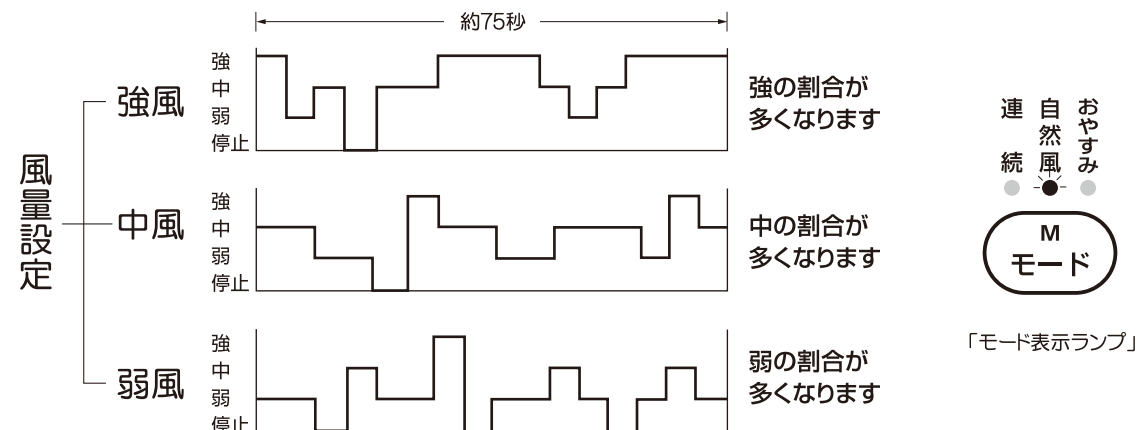 約75秒
風量設定
強風
強
中
弱
停止
強の割合が
多くなります
中風
強
中
弱
停止
中の割合が
多くなります
弱風
強
中
弱
停止
弱の割合が
多くなります
連続
自然風
おやすみ
M
モード
「モード表示ランプ」